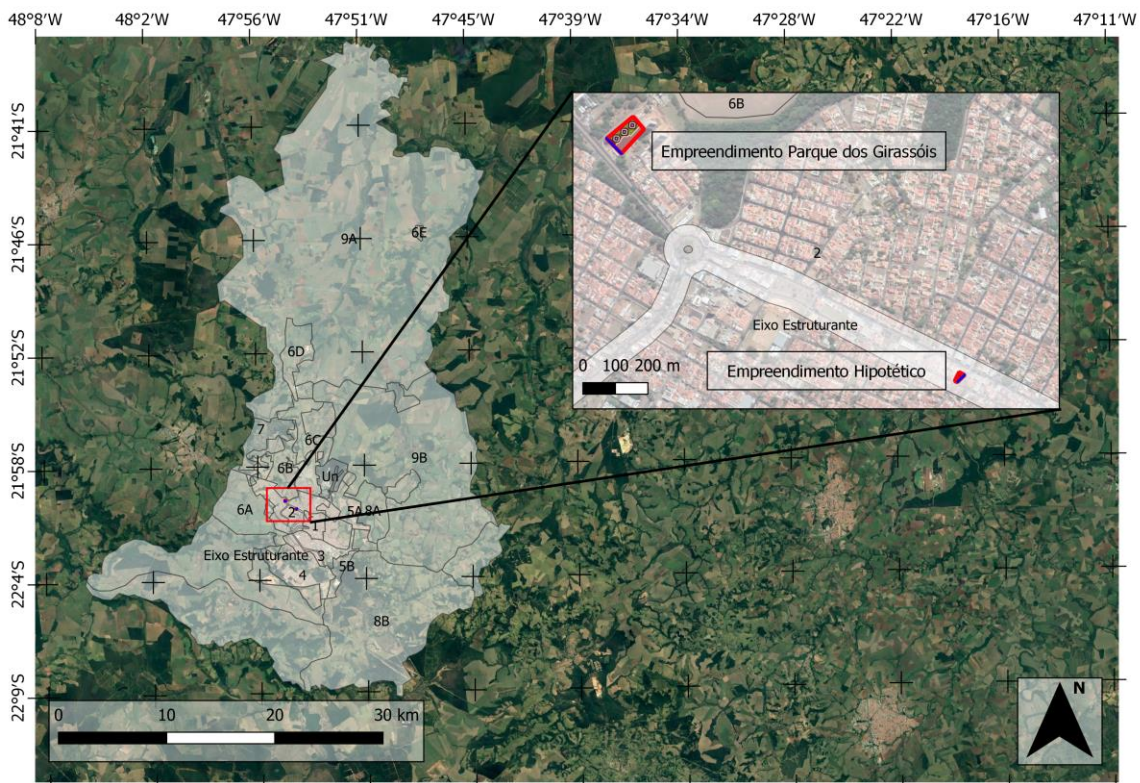 48°8'W 48°2'W 47°56'W 47°51'W 47°45'W 47°39'W 47°34'W 47°28'W 47°22'W 47°16'W 47°11'W
21°41'S
21°46'S
21°52'S
21°58'S
22°4'S
22°9'S
6B
Empreendimento Parque dos Girassóis
2
Eixo Estruturante
0 100 200 m
Empreendimento Hipotético
9A
6E
6D
7
6C
6B
9B
Un
6A
2
5A
8A
1
Eixo Estruturante
3
5B
4
8B
0 10 20 30 km
N